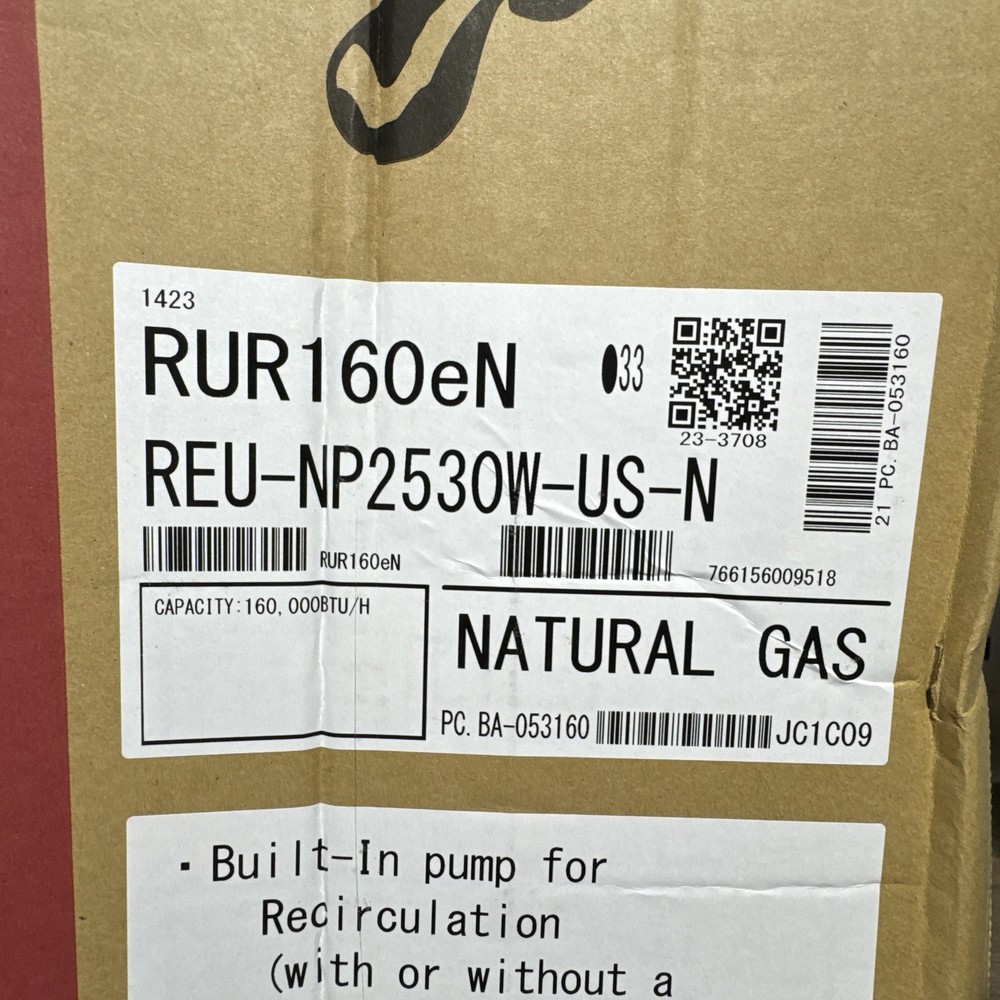 1423
RUR160eN
33
23-3708
21 PC. BA-053160
REU-NP2530W-US-N
RUR160eN
766156009518
CAPACITY:160,000BTU/H
NATURAL GAS
PC. BA-053160
JC1C09
· Built-In pump for
Recirculation
(with or without a